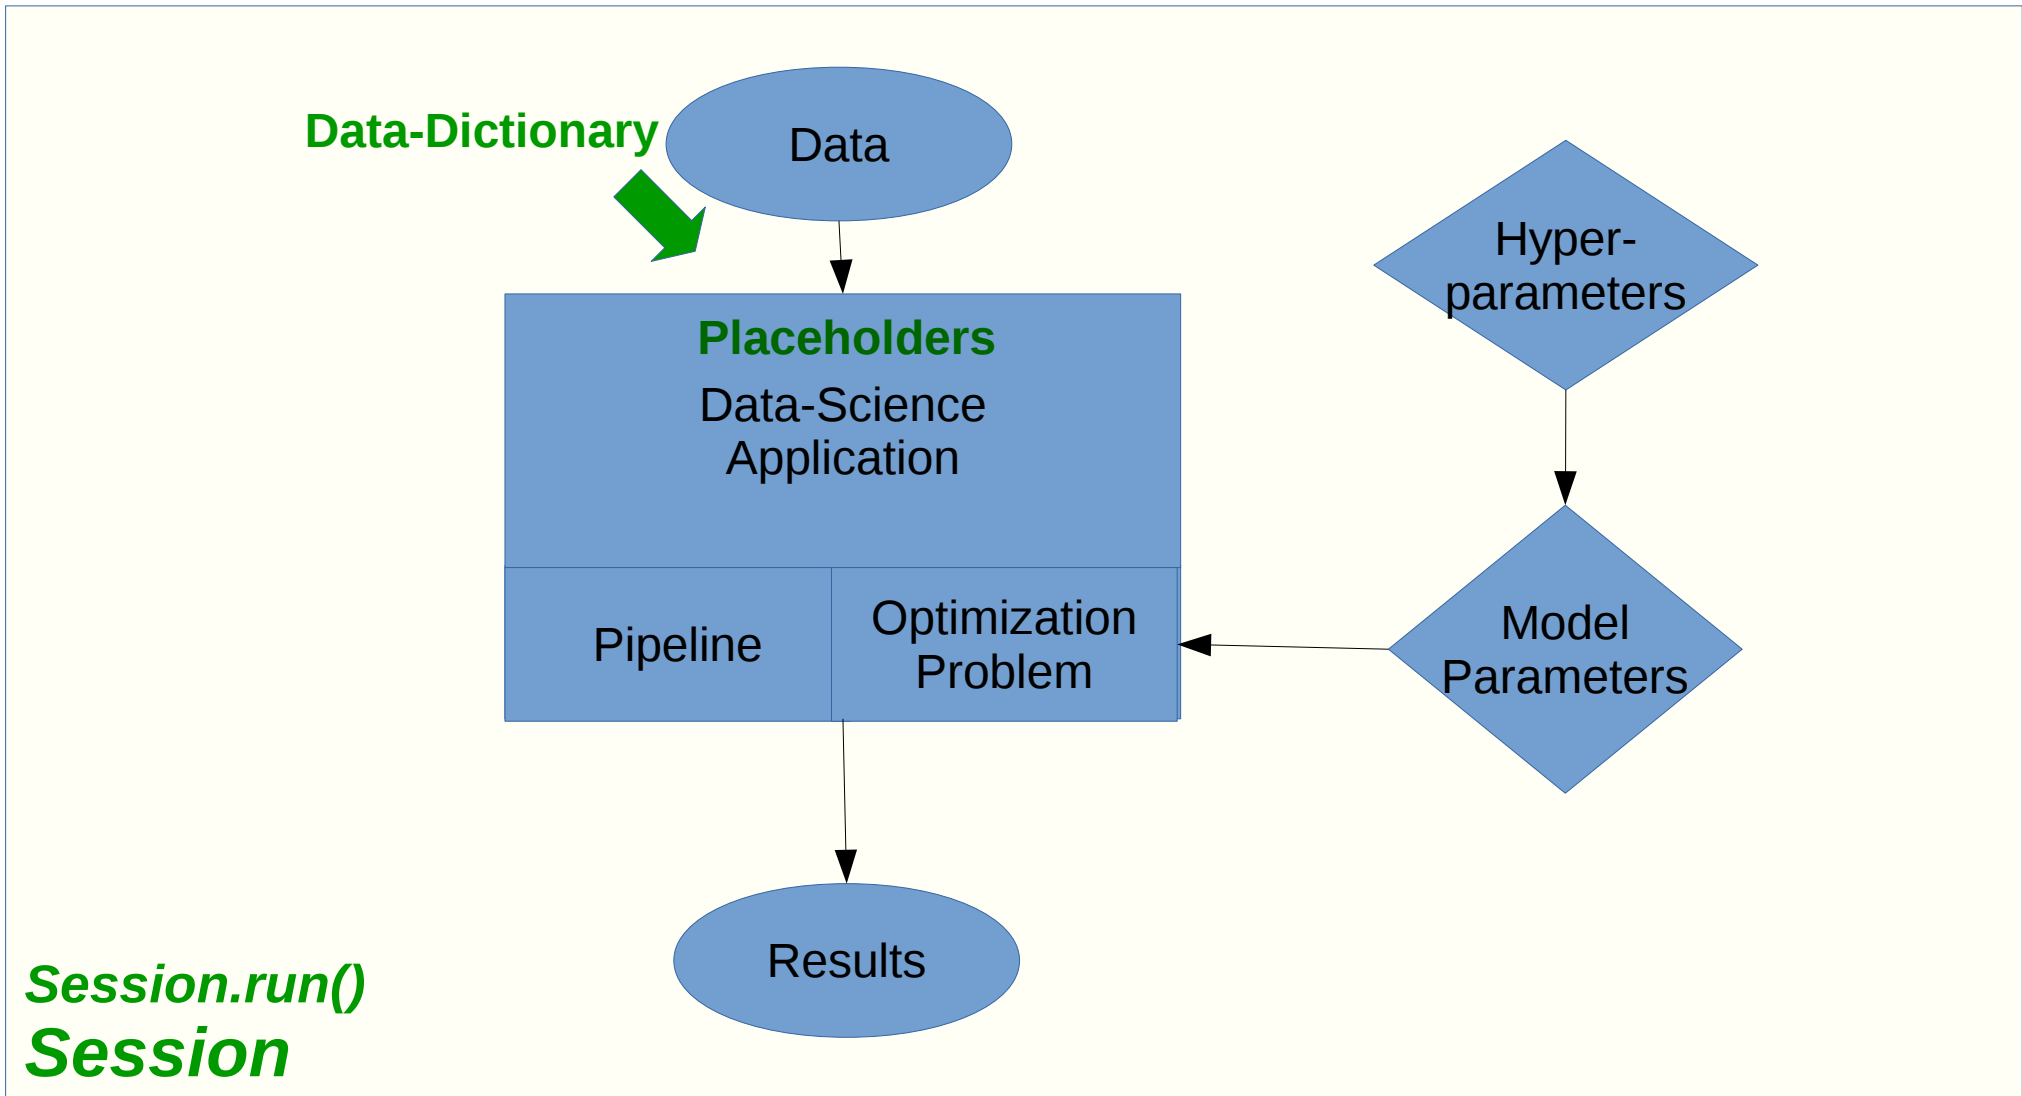 Data-Dictionary
Data
Hyper-
parameters
Placeholders
Data-Science
Application
Pipeline
Optimization
Problem
Model
Parameters
Results
Session.run()
Session